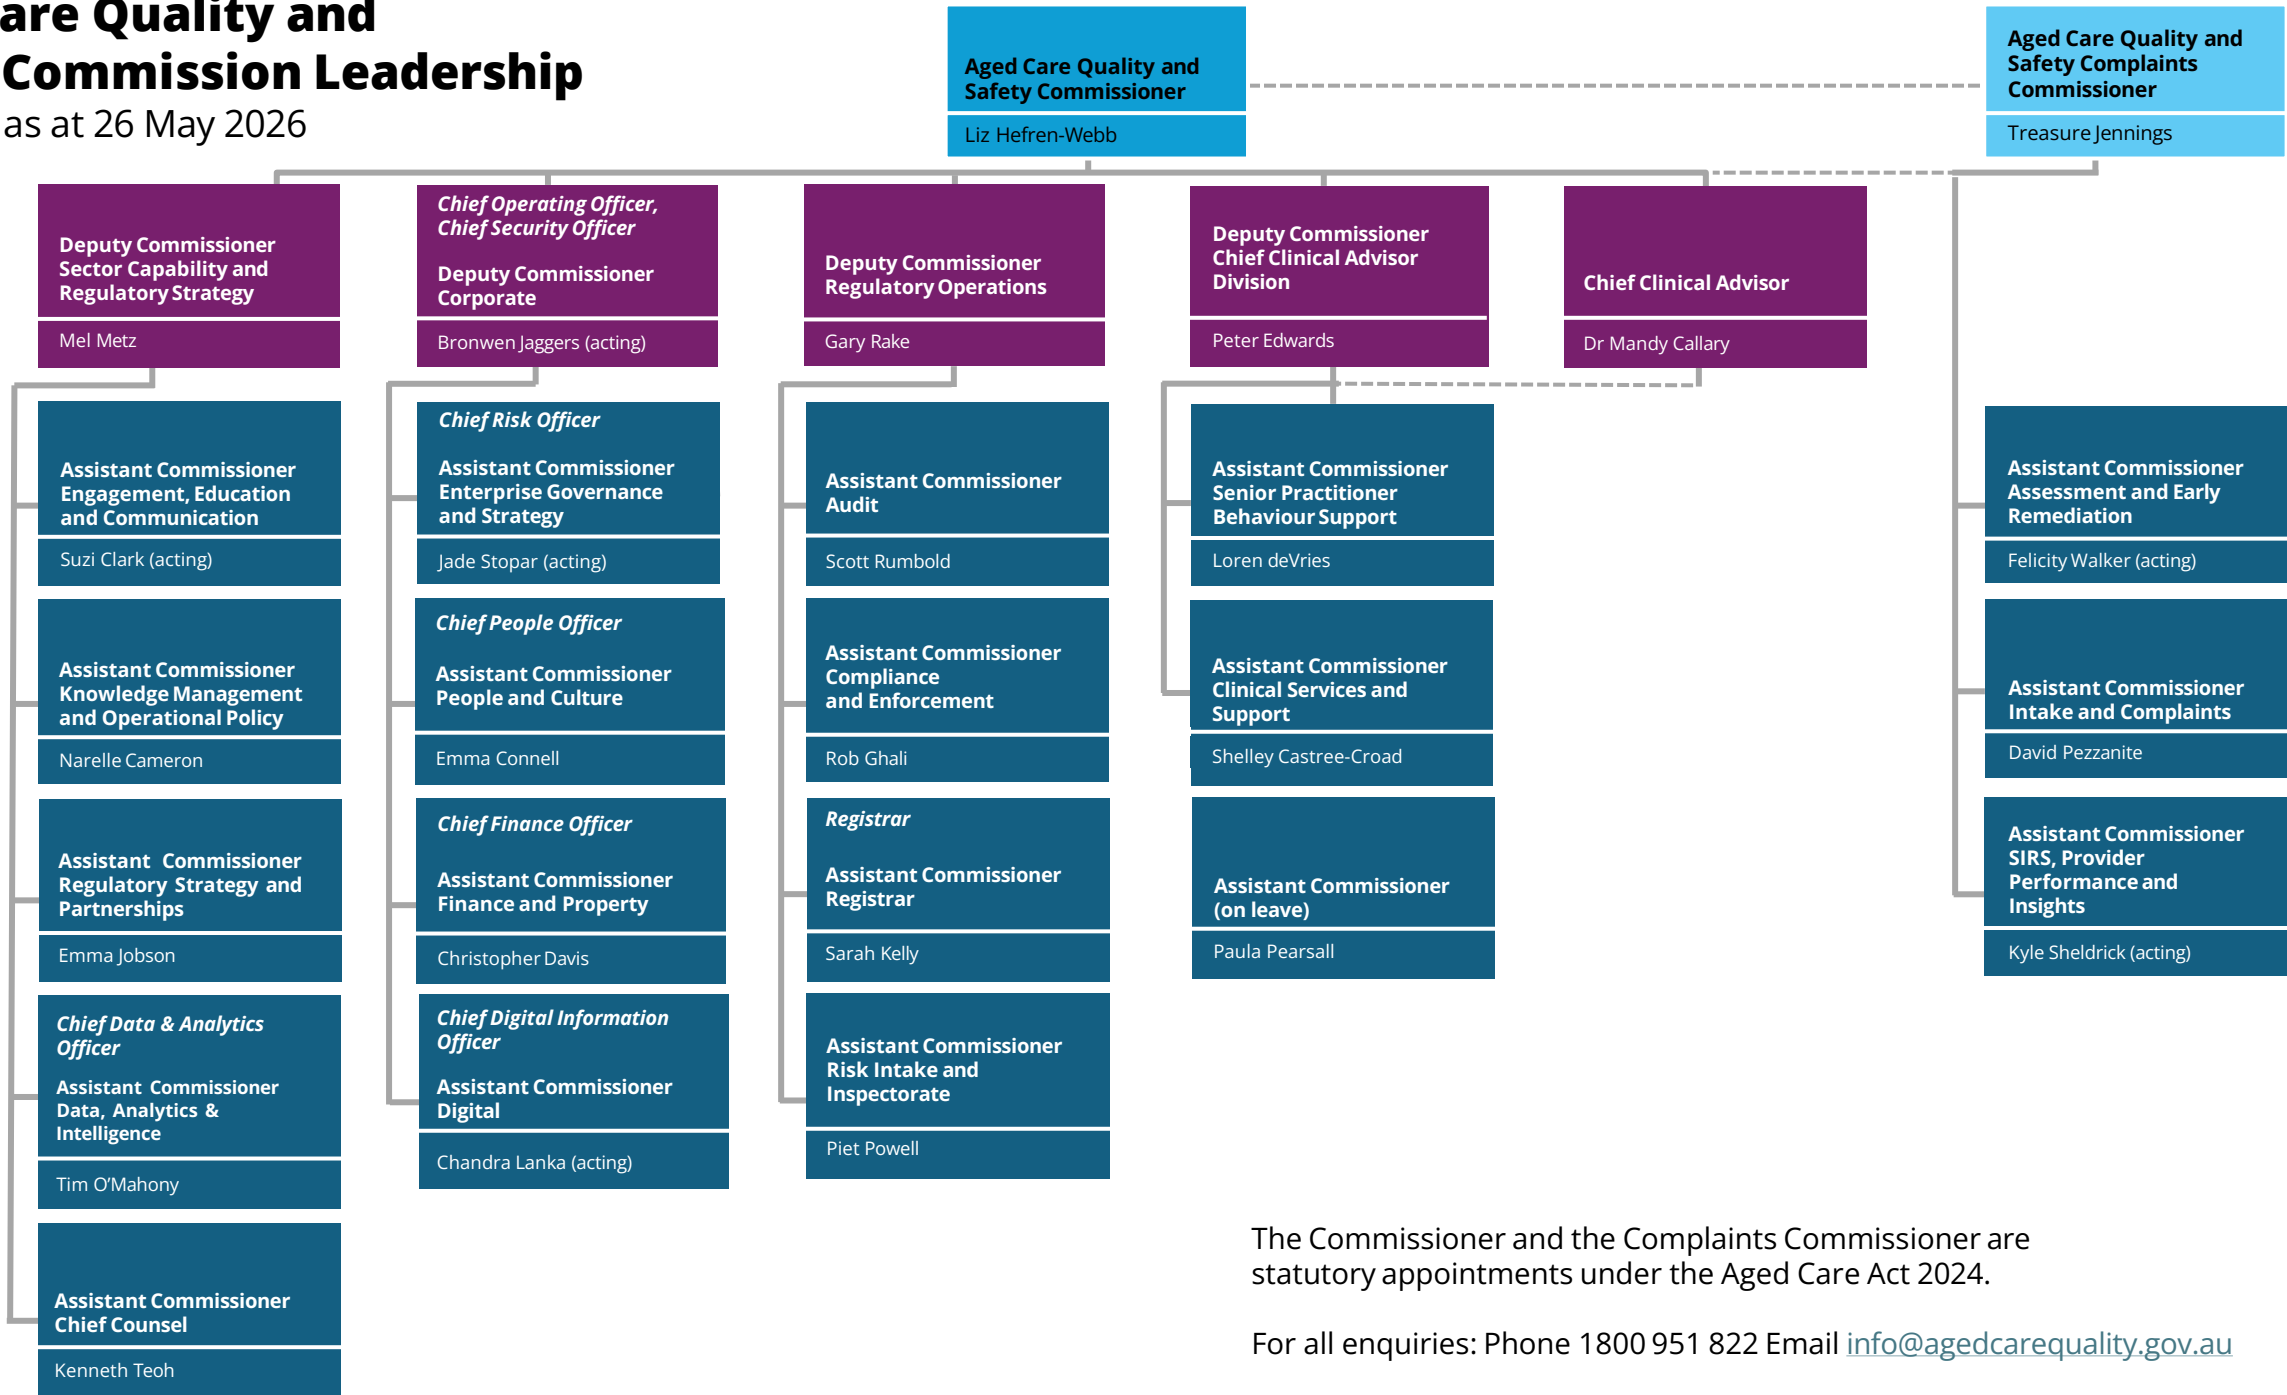 are Quality and
Commission Leadership
as at 26 May 2026
Aged Care Quality and
Safety Commissioner
Liz Hefren-Webb
Aged Care Quality and
Safety Complaints
Commissioner
Treasure Jennings
Deputy Commissioner
Sector Capability and
Regulatory Strategy
Mel Metz
Chief Operating Officer,
Chief Security Officer
Deputy Commissioner
Corporate
Bronwen Jaggers (acting)
Deputy Commissioner
Regulatory Operations
Gary Rake
Deputy Commissioner
Chief Clinical Advisor
Division
Peter Edwards
Chief Clinical Advisor
Dr Mandy Callary
Assistant Commissioner
Engagement, Education
and Communication
Suzi Clark (acting)
Assistant Commissioner
Knowledge Management
and Operational Policy
Narelle Cameron
Assistant Commissioner
Regulatory Strategy and
Partnerships
Emma Jobson
Chief Data & Analytics
Officer
Assistant Commissioner
Data, Analytics &
Intelligence
Tim O’Mahony
Assistant Commissioner
Chief Counsel
Kenneth Teoh
Chief Risk Officer
Assistant Commissioner
Enterprise Governance
and Strategy
Jade Stopar (acting)
Chief People Officer
Assistant Commissioner
People and Culture
Emma Connell
Chief Finance Officer
Assistant Commissioner
Finance and Property
Christopher Davis
Chief Digital Information
Officer
Assistant Commissioner
Digital
Chandra Lanka (acting)
Assistant Commissioner
Audit
Scott Rumbold
Assistant Commissioner
Compliance
and Enforcement
Rob Ghali
Registrar
Assistant Commissioner
Registrar
Sarah Kelly
Assistant Commissioner
Risk Intake and
Inspectorate
Piet Powell
Assistant Commissioner
Senior Practitioner
Behaviour Support
Loren deVries
Assistant Commissioner
Clinical Services and
Support
Shelley Castree-Croad
Assistant Commissioner
(on leave)
Paula Pearsall
Assistant Commissioner
Assessment and Early
Remediation
Felicity Walker (acting)
Assistant Commissioner
Intake and Complaints
David Pezzanite
Assistant Commissioner
SIRS, Provider
Performance and
Insights
Kyle Sheldrick (acting)
The Commissioner and the Complaints Commissioner are
statutory appointments under the Aged Care Act 2024.
For all enquiries: Phone 1800 951 822 Email info@agedcarequality.gov.au